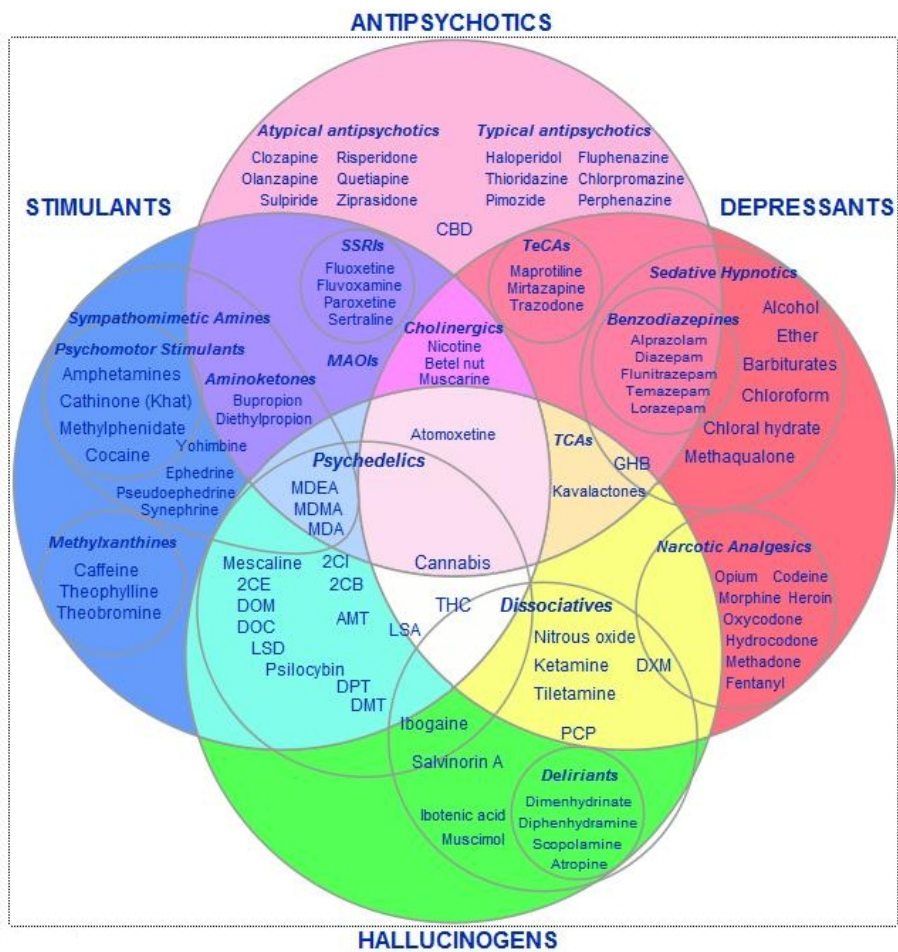 ANTIPSYCHOTICS
Atypical antipsychotics
Typical antipsychotics
Clozapine Risperidone
Olanzapine Quetiapine
Sulpiride Ziprasidone
Haloperidol Fluphenazine
Thioridazine Chlorpromazine
Pimozide Perphenazine
STIMULANTS
DEPRESSANTS
CBD
SSRIs
Fluoxetine
Fluvoxamine
Paroxetine
Sertraline
TeCAs
Maprotiline
Mirtazapine
Trazodone
Sedative Hypnotics
Alcohol
Ether
Barbiturates
Chloroform
Chloral hydrate
Methaqualone
Benzodiazepines
Alprazolam
Diazepam
Flunitrazepam
Temazepam
Lorazepam
Sympathomimetic Amines
Psychomotor Stimulants
Amphetamines
Cathinone (Khat)
Methylphenidate
Cocaine
Yohimbine
Ephedrine
Pseudoephedrine
Synephrine
MAOIs
Aminoketones
Bupropion
Diethylpropion
Cholinergics
Nicotine
Betel nut
Muscarine
Atomoxetine
TCAs
GHB
Kavalactones
Psychedelics
MDEA
MDMA
MDA
Methylxanthines
Caffeine
Theophylline
Theobromine
Mescaline 2CI
2CE 2CB
DOM
DOC AMT
LSD
Psilocybin
DPT
DMT
LSA
Cannabis
THC
Dissociatives
Nitrous oxide
Ketamine DXM
Tiletamine
PCP
Narcotic Analgesics
Opium Codeine
Morphine Heroin
Oxycodone
Hydrocodone
Methadone
Fentanyl
Ibogaine
Salvinorin A
Ibotenic acid
Muscimol
Deliriants
Dimenhydrinate
Diphenhydramine
Scopolamine
Atropine
HALLUCINOGENS